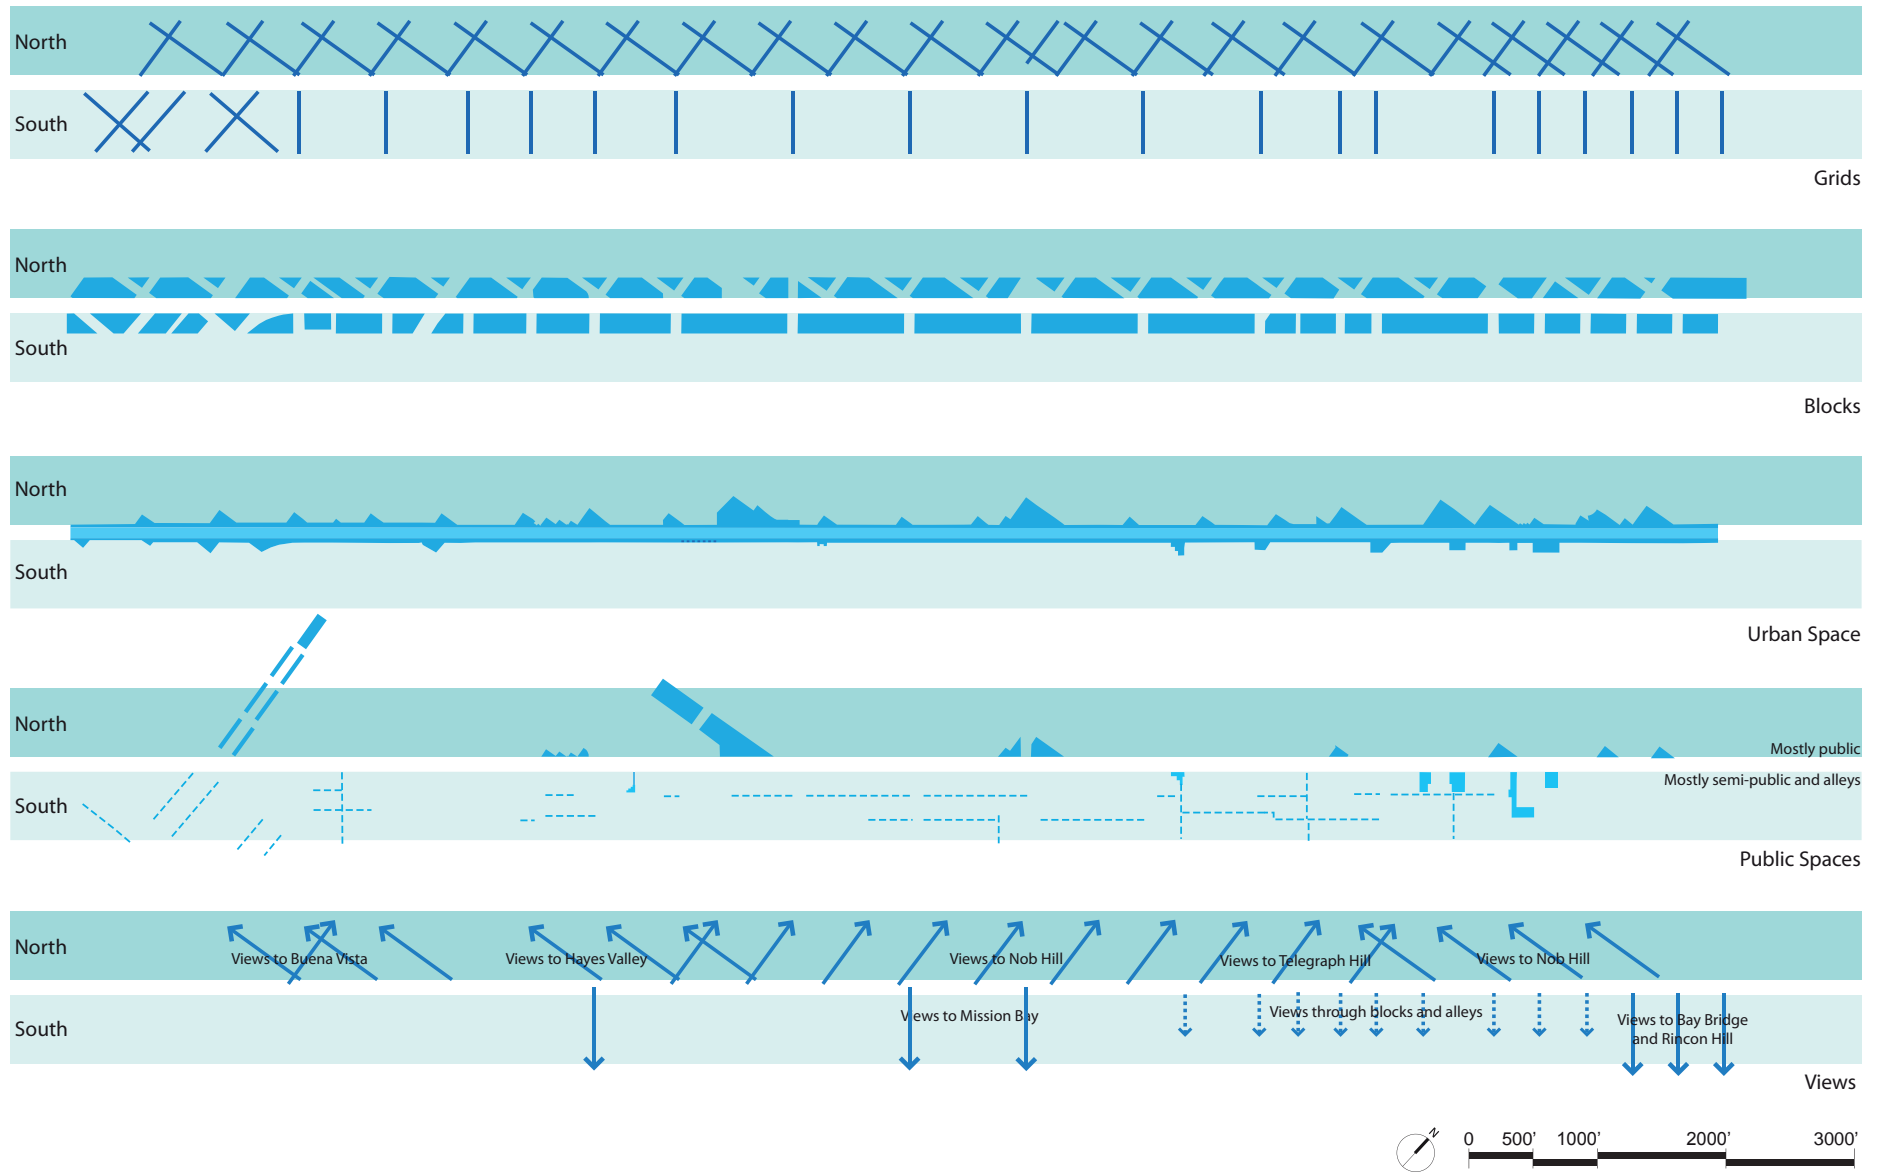 North
South
Grids
North
South
Blocks
North
South
Urban Space
North
Mostly public
Mostly semi-public and alleys
South
Public Spaces
North
Views to Buena Vista
Views to Hayes Valley
Views to Nob Hill
Views to Telegraph Hill
Views to Nob Hill
South
Views to Mission Bay
Views through blocks and alleys
Views to Bay Bridge
and Rincon Hill
Views
N
0 500' 1000' 2000' 3000'